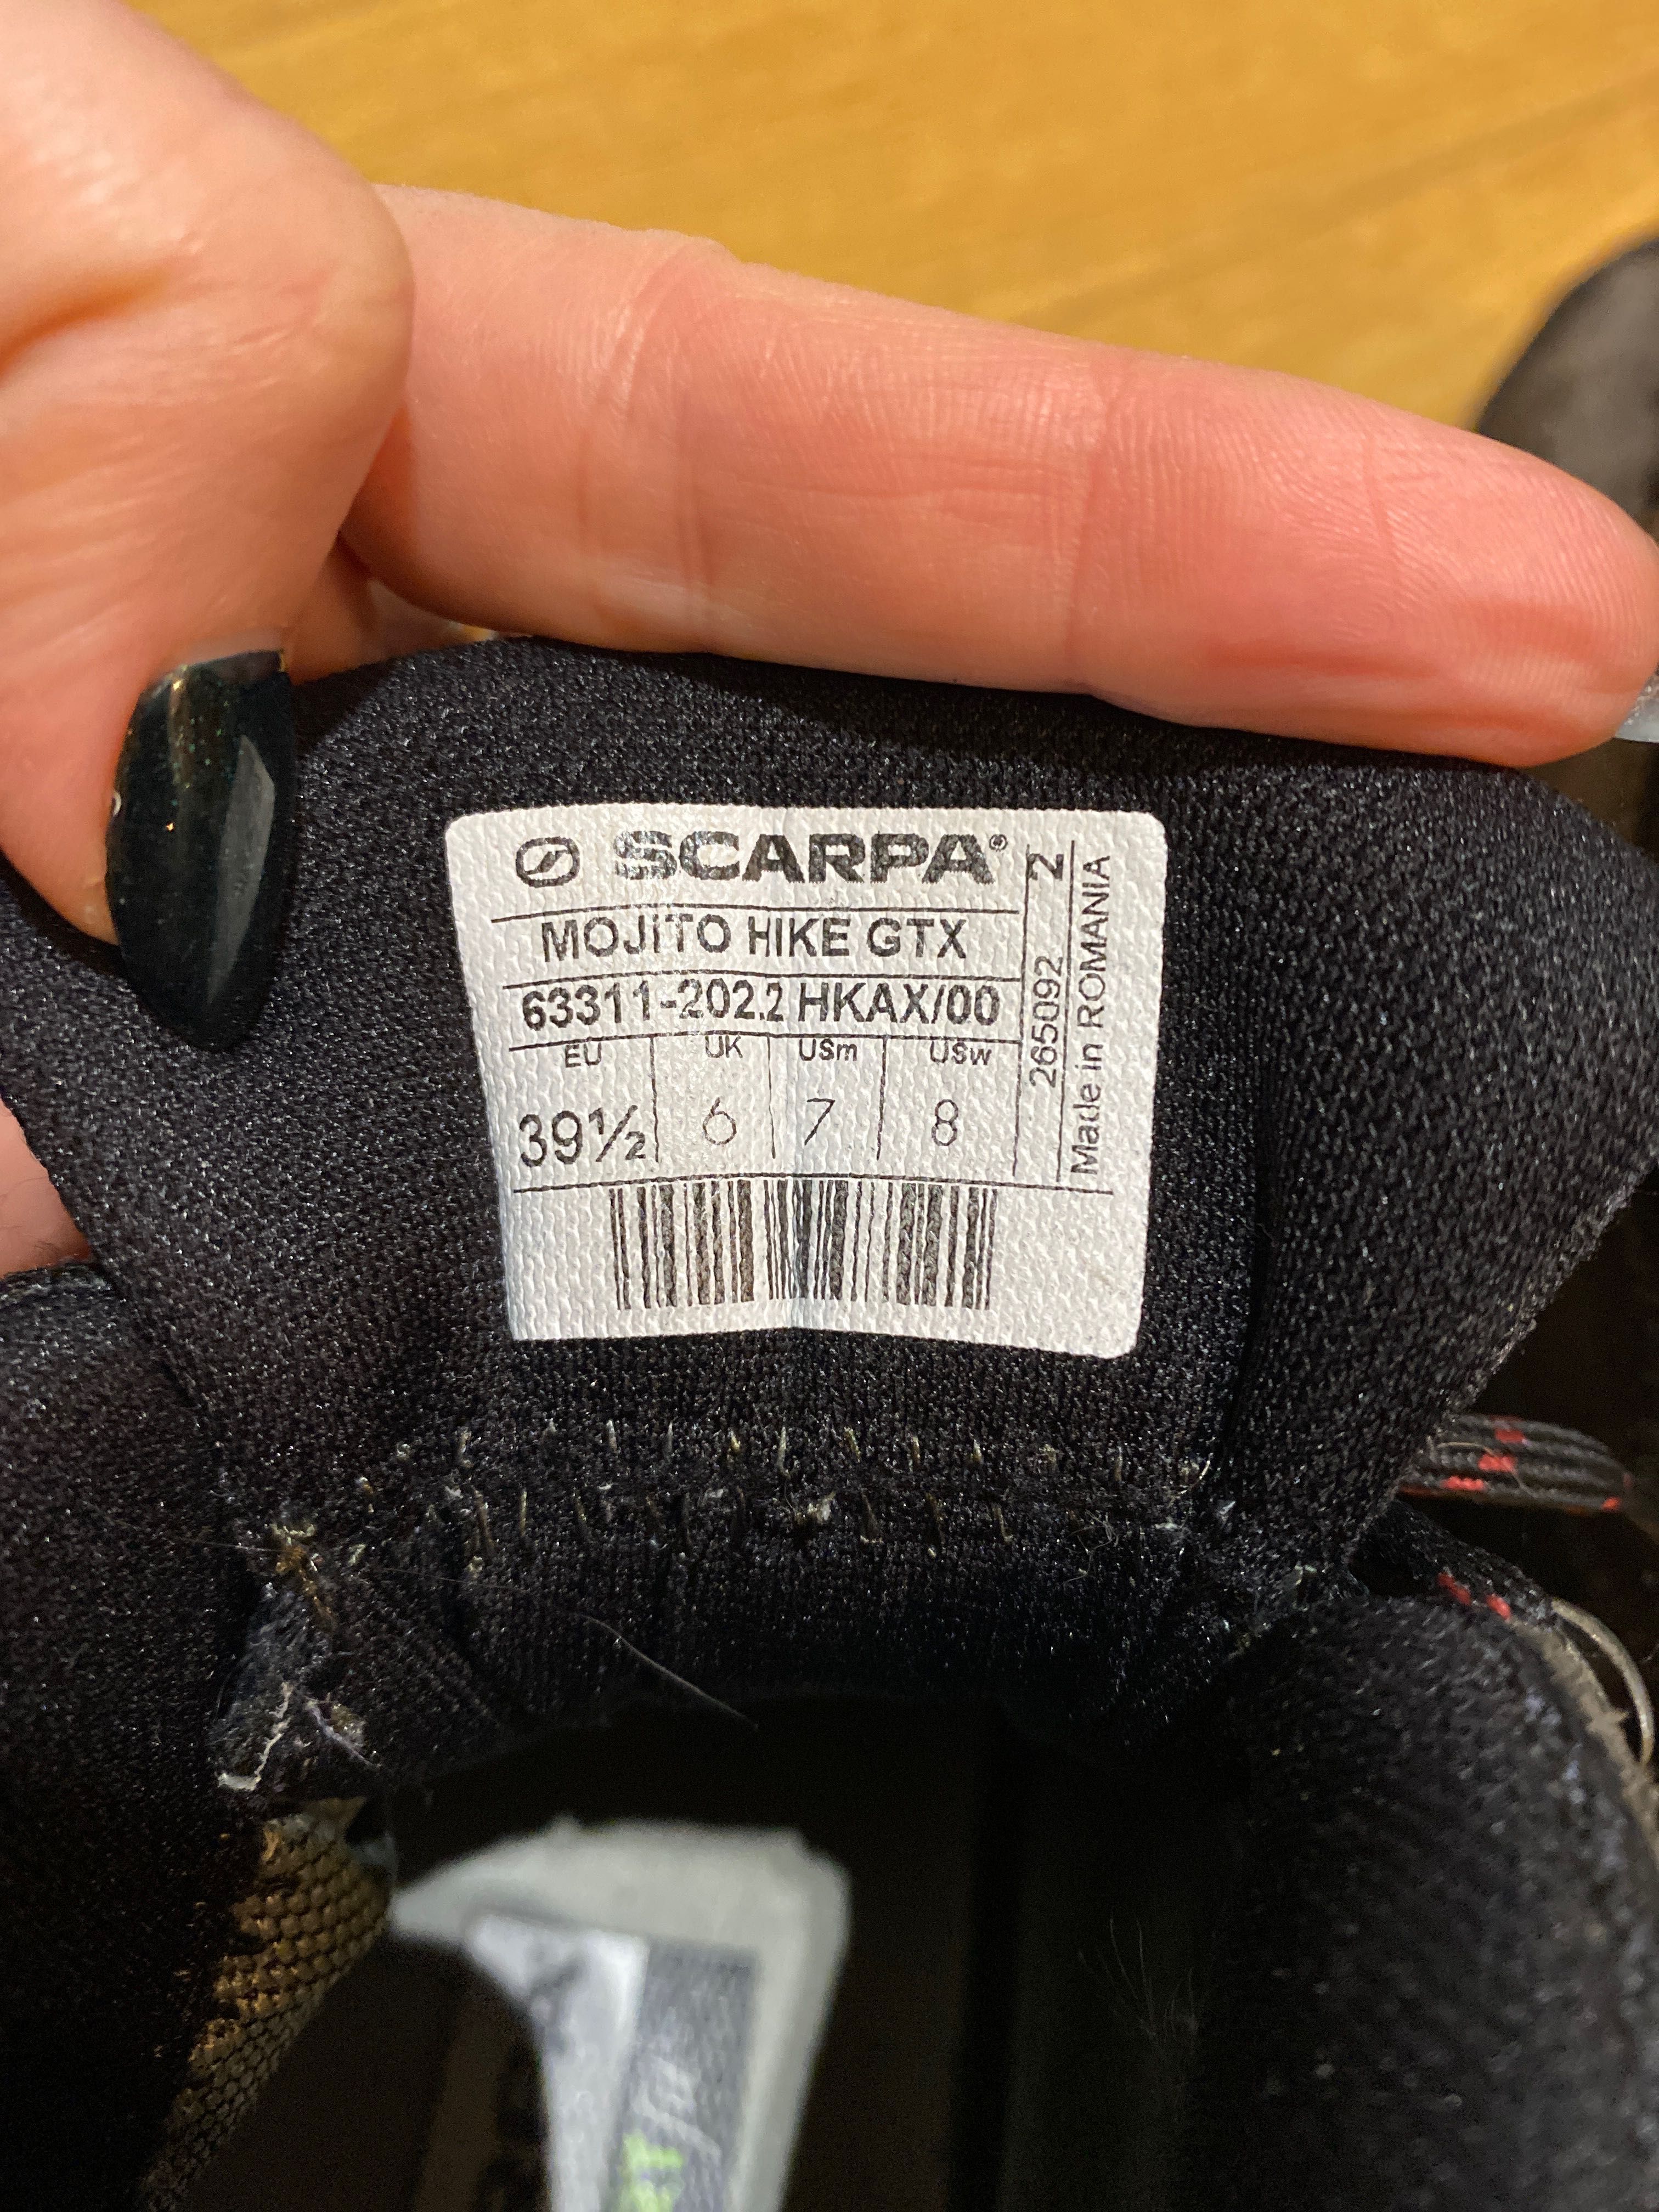 SCARPA®
MOJITO HIKE GTX
63311-202.2 HKAX/00
EU UK USm USw
39½ 6 7 8
265092 2
Made in ROMANIA